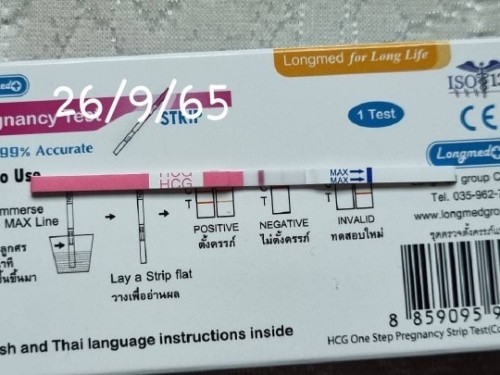 Longmed for Long Life
26/9/65
STRIP
1 Test
ISO 13
CE
99% Accurate
Longmed
HCG
HCG
MAX
MAX
group C
Tel. 035-962-
www.longmedgro
MAX Line
C
T
POSITIVE
ตั้งครรภ์
NEGATIVE
ไม่ตั้งครรภ์
INVALID
ทดสอบใหม่
Lay a Strip flat
วางเพื่ออ่านผล
sh and Thai language instructions inside
8 859095 9
HCG One Step Pregnancy Strip Test(Co